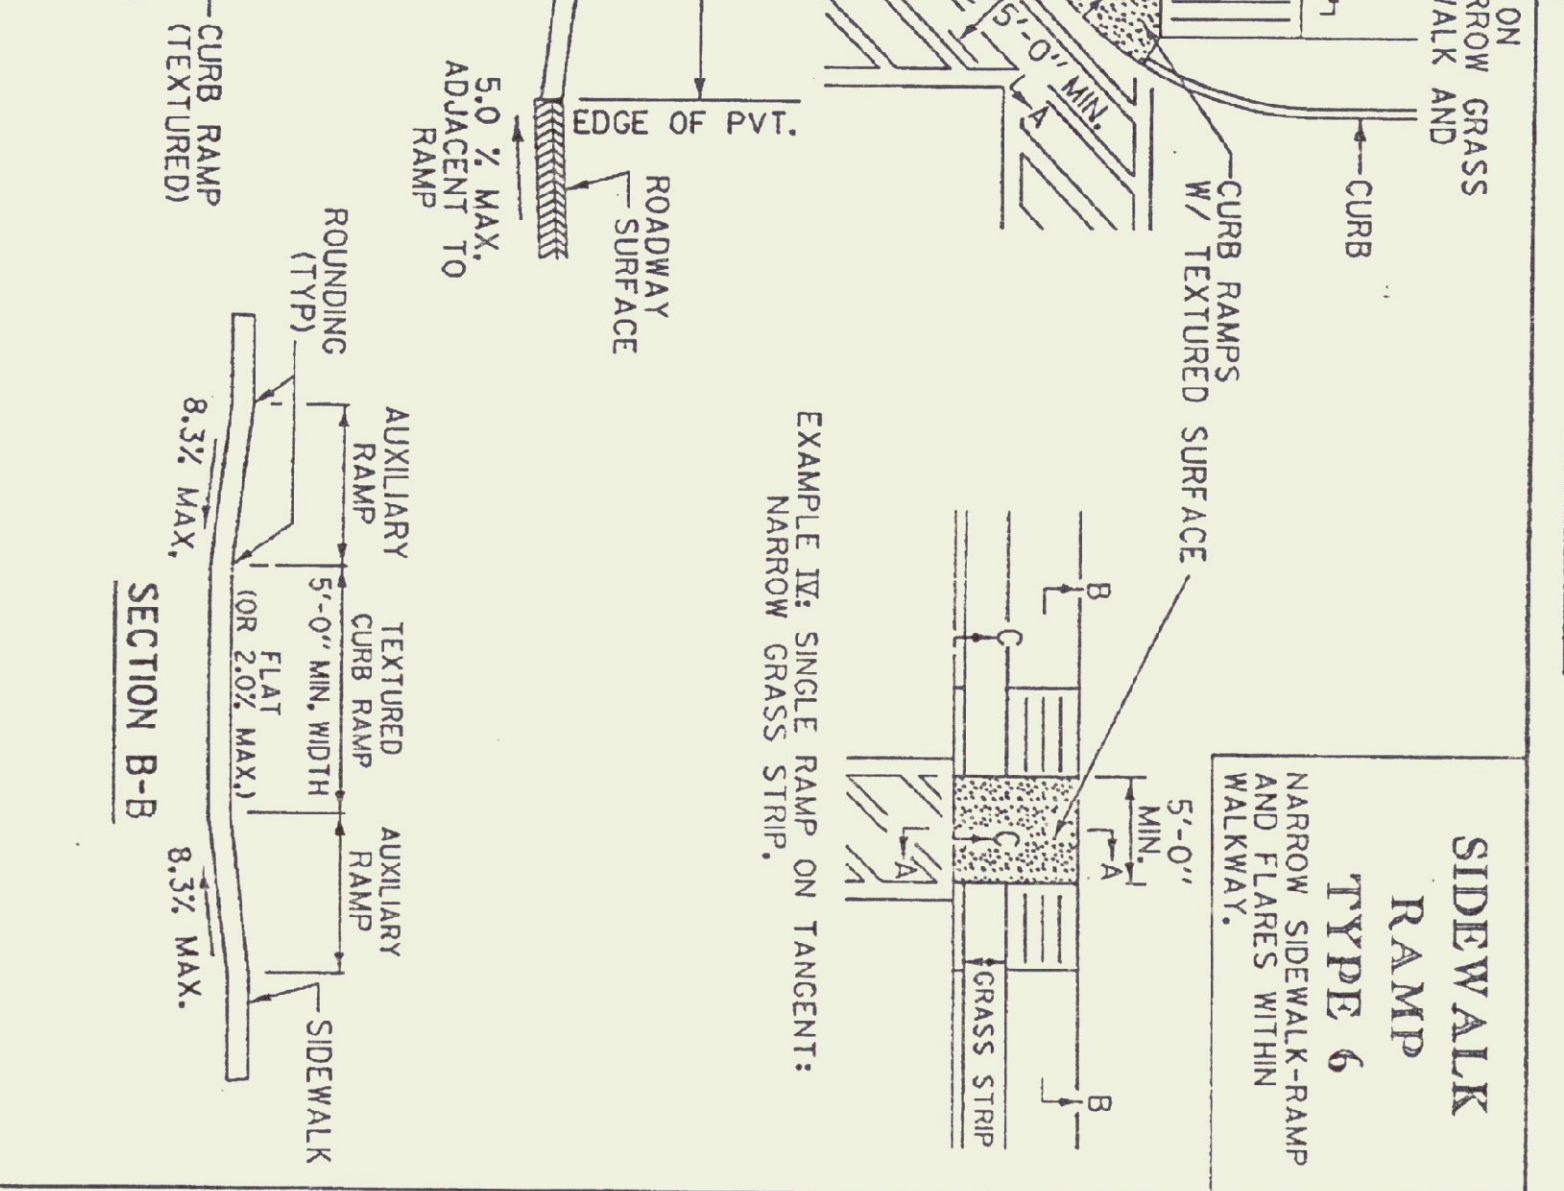 ON
RROW GRASS
WALK AND
CURB
CURB RAMPS
W/ TEXTURED SURFACE
5'-0" MIN.
A
EDGE OF PVT.
ROADWAY
SURFACE
5.0 % MAX.
ADJACENT TO
RAMP
CURB RAMP
(TEXTURED)
SIDEWALK
RAMP
TYPE 6
NARROW SIDEWALK-RAMP
AND FLARES WITHIN
WALKWAY.
5'-0"
MIN.
B
B
C
C
A
A
GRASS STRIP
EXAMPLE IV: SINGLE RAMP ON TANGENT:
NARROW GRASS STRIP.
ROUNDING
(TYP)
AUXILIARY
RAMP
TEXTURED
CURB RAMP
AUXILIARY
RAMP
5'-0" MIN. WIDTH
FLAT
(OR 2.0% MAX.)
8.3% MAX.
8.3% MAX.
SIDEWALK
SECTION B-B